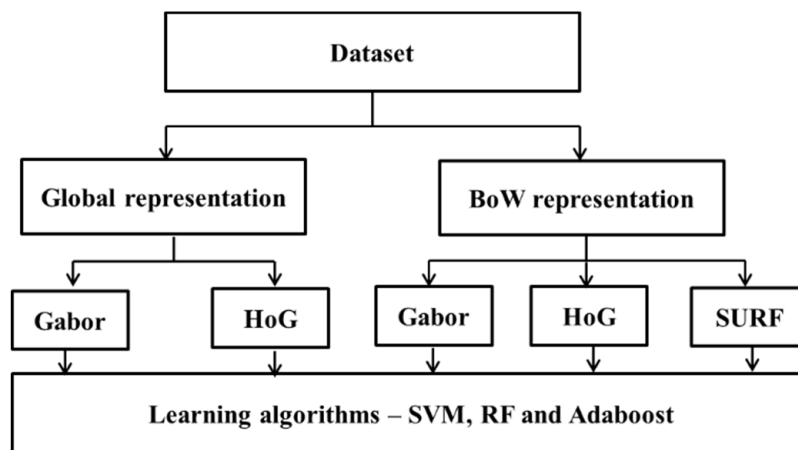 Dataset
Global representation
BoW representation
Gabor
HoG
Gabor
HoG
SURF
Learning algorithms – SVM, RF and Adaboost